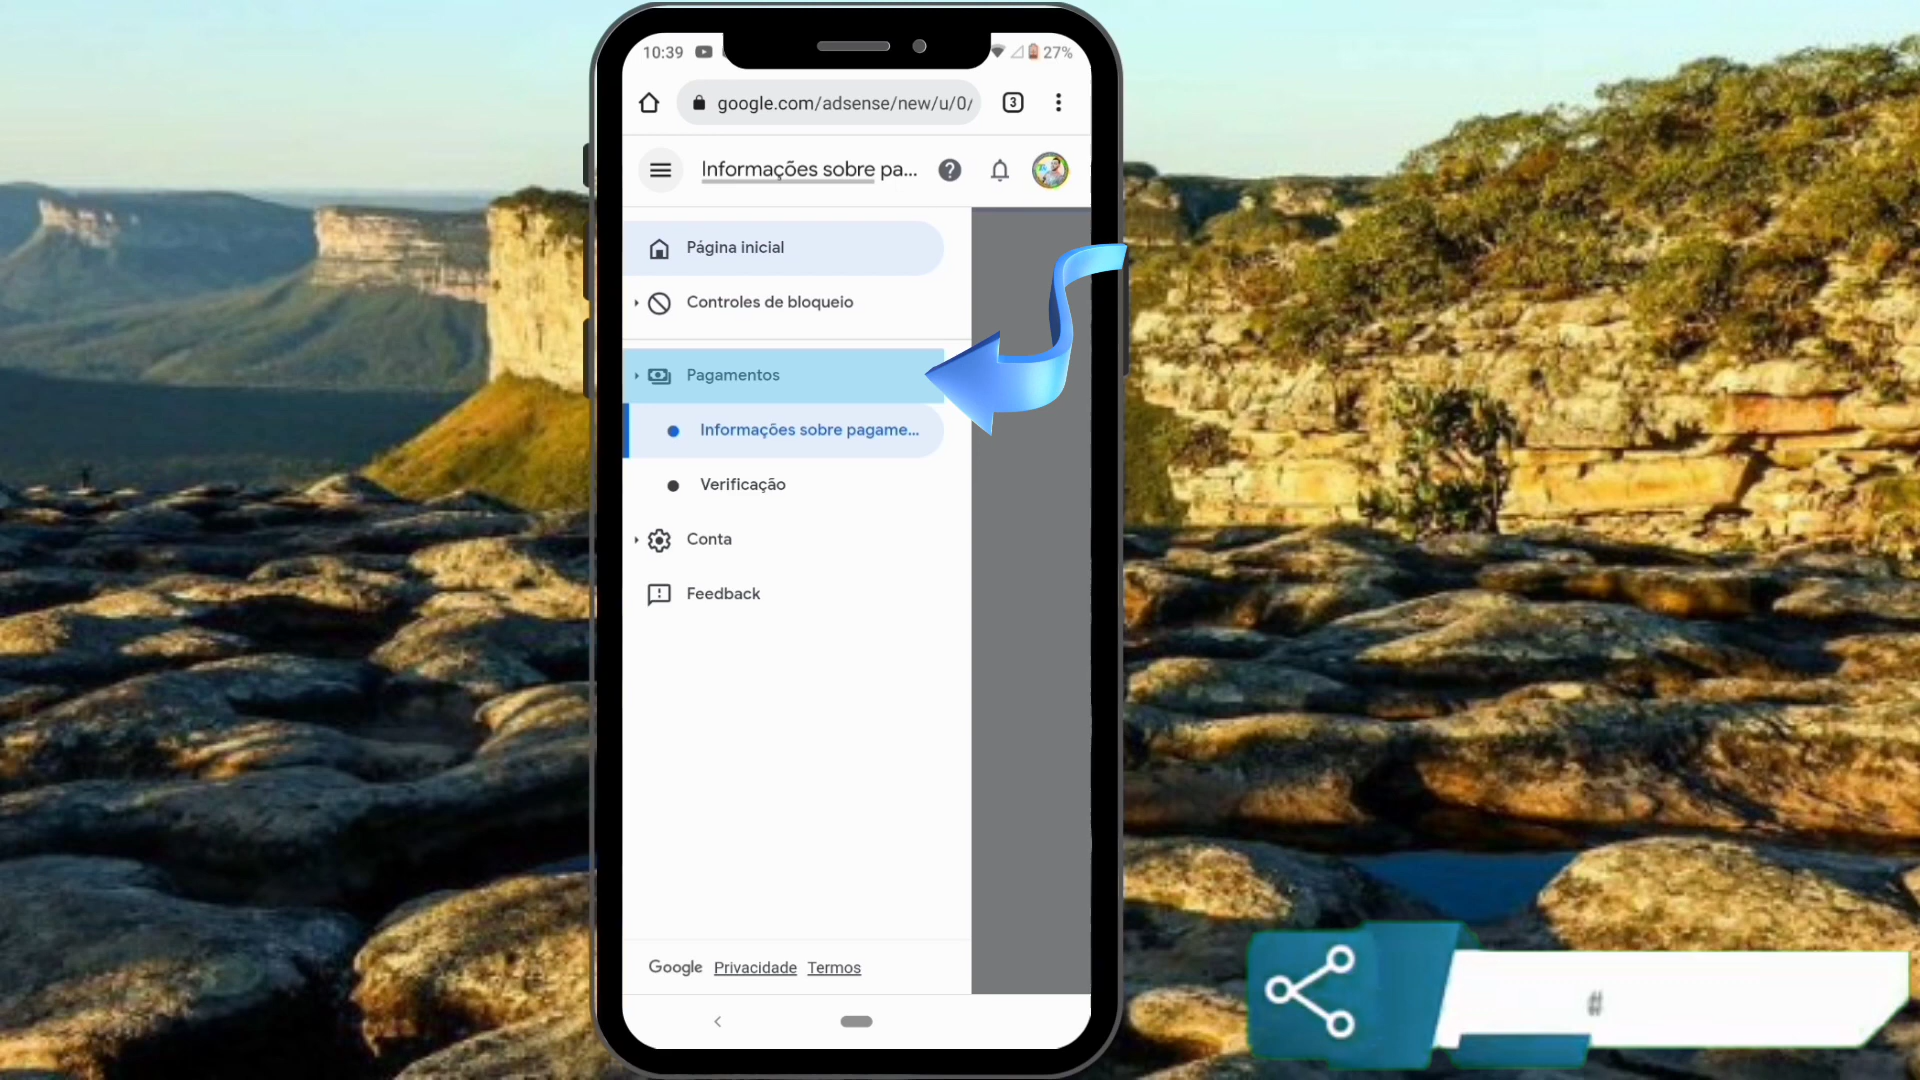 10:39
27%
google.com/adsense/new/u/0/
3
Informações sobre pa...
Página inicial
Controles de bloqueio
Pagamentos
Informações sobre pagame...
Verificação
Conta
Feedback
Google Privacidade Termos
#